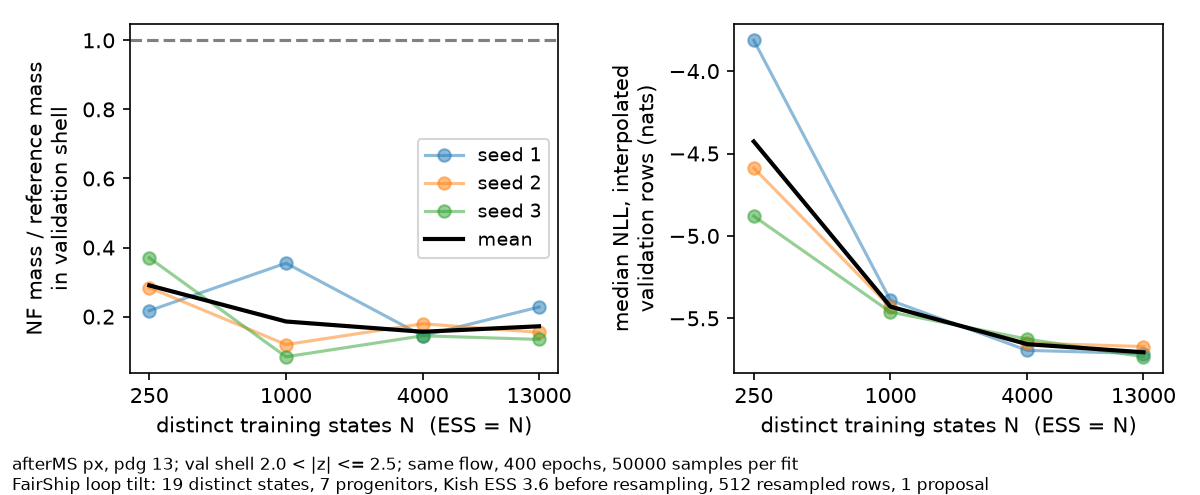 NF mass / reference mass
in validation shell
1.0
0.8
0.6
0.4
0.2
250
1000
4000
13000
distinct training states N  (ESS = N)
seed 1
seed 2
seed 3
mean
median NLL, interpolated
validation rows (nats)
−4.0
−4.5
−5.0
−5.5
250
1000
4000
13000
distinct training states N  (ESS = N)
afterMS px, pdg 13; val shell 2.0 < |z| <= 2.5; same flow, 400 epochs, 50000 samples per fit
FairShip loop tilt: 19 distinct states, 7 progenitors, Kish ESS 3.6 before resampling, 512 resampled rows, 1 proposal